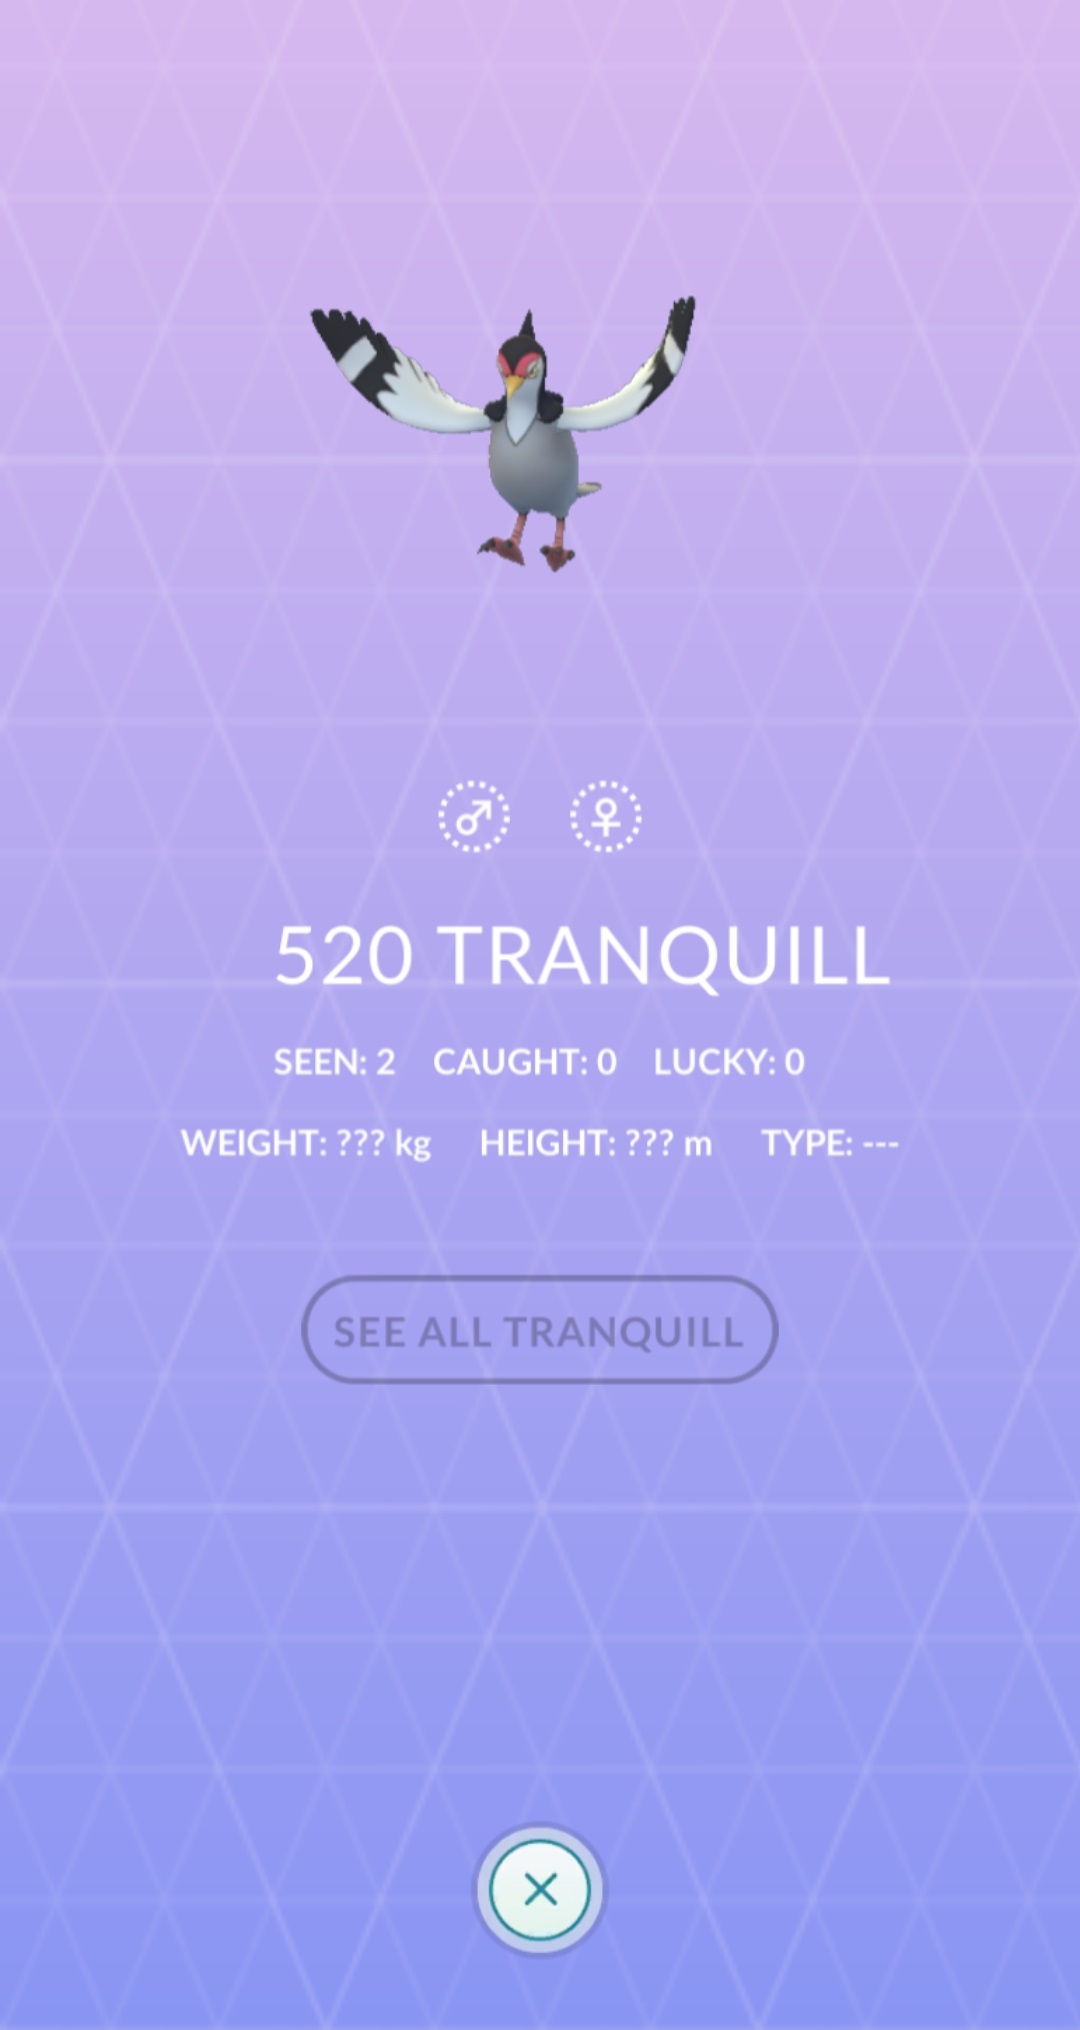 520 TRANQUILL
SEEN: 2 CAUGHT: 0 LUCKY: 0
WEIGHT: ??? kg HEIGHT: ??? m TYPE: ---
SEE ALL TRANQUILL